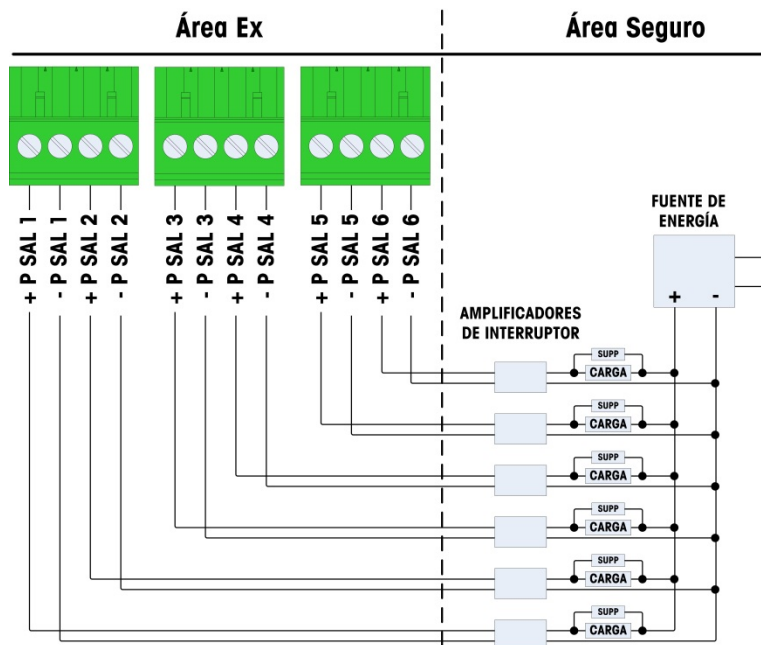 Área Ex
Área Seguro
+ P SAL 1
- P SAL 1
+ P SAL 2
- P SAL 2
+ P SAL 3
- P SAL 3
+ P SAL 4
- P SAL 4
+ P SAL 5
- P SAL 5
+ P SAL 6
- P SAL 6
FUENTE DE
ENERGÍA
+ -
AMPLIFICADORES
DE INTERRUPTOR
SUPP
CARGA
SUPP
CARGA
SUPP
CARGA
SUPP
CARGA
SUPP
CARGA
SUPP
CARGA